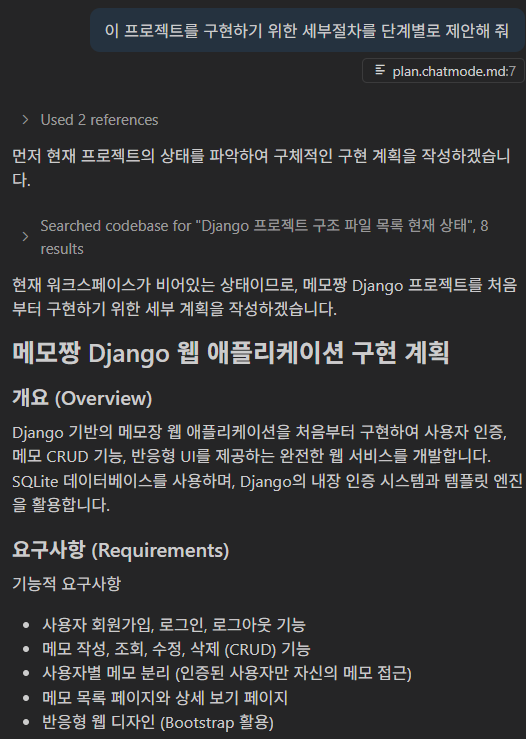 이 프로젝트를 구현하기 위한 세부절차를 단계별로 제안해 줘
plan.chatmode.md:7
Used 2 references
먼저 현재 프로젝트의 상태를 파악하여 구체적인 구현 계획을 작성하겠습니
다.
Searched codebase for "Django 프로젝트 구조 파일 목록 현재 상태", 8
results
현재 워크스페이스가 비어있는 상태이므로, 메모짱 Django 프로젝트를 처음
부터 구현하기 위한 세부 계획을 작성하겠습니다.
메모짱 Django 웹 애플리케이션 구현 계획
개요 (Overview)
Django 기반의 메모장 웹 애플리케이션을 처음부터 구현하여 사용자 인증,
메모 CRUD 기능, 반응형 UI를 제공하는 완전한 웹 서비스를 개발합니다.
SQLite 데이터베이스를 사용하며, Django의 내장 인증 시스템과 템플릿 엔진
을 활용합니다.
요구사항 (Requirements)
기능적 요구사항
• 사용자 회원가입, 로그인, 로그아웃 기능
• 메모 작성, 조회, 수정, 삭제 (CRUD) 기능
• 사용자별 메모 분리 (인증된 사용자만 자신의 메모 접근)
• 메모 목록 페이지와 상세 보기 페이지
• 반응형 웹 디자인 (Bootstrap 활용)